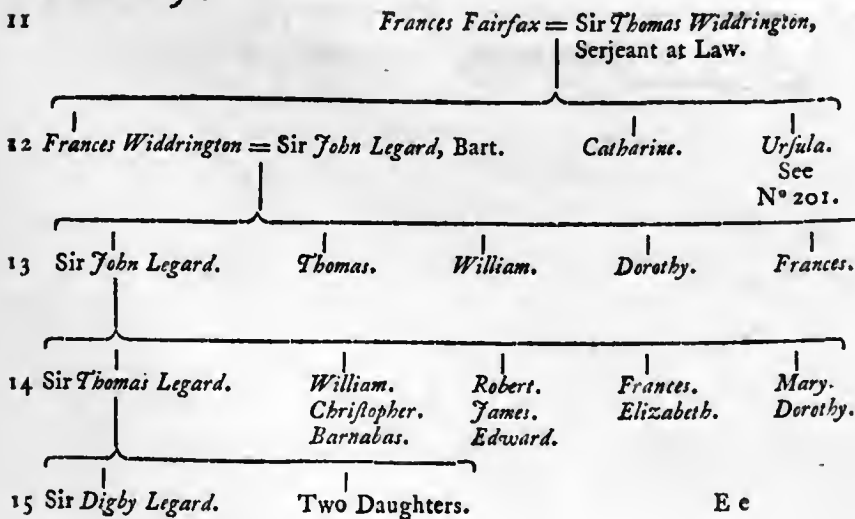 11 Frances Fairfax = Sir Thomas Widdrington,
Serjeant at Law.
12 Frances Widdrington = Sir John Legard, Bart. Catharine. Urſula.
See
N° 201.
13 Sir John Legard. Thomas. William. Dorothy. Frances.
14 Sir Thomas Legard. William. Robert. Frances. Mary.
Chriſtopher. James. Elizabeth. Dorothy.
Barnabas. Edward.
15 Sir Digby Legard. Two Daughters. E e